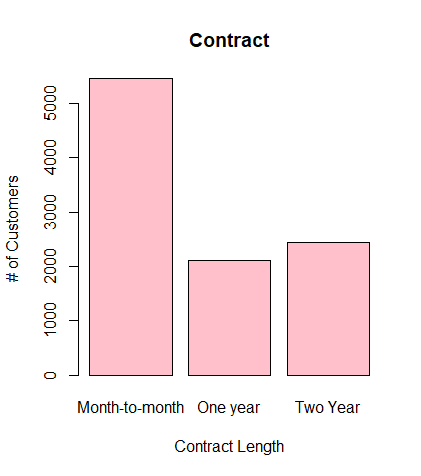 Contract
# of Customers
5000
4000
3000
2000
1000
0
Month-to-month One year Two Year
Contract Length